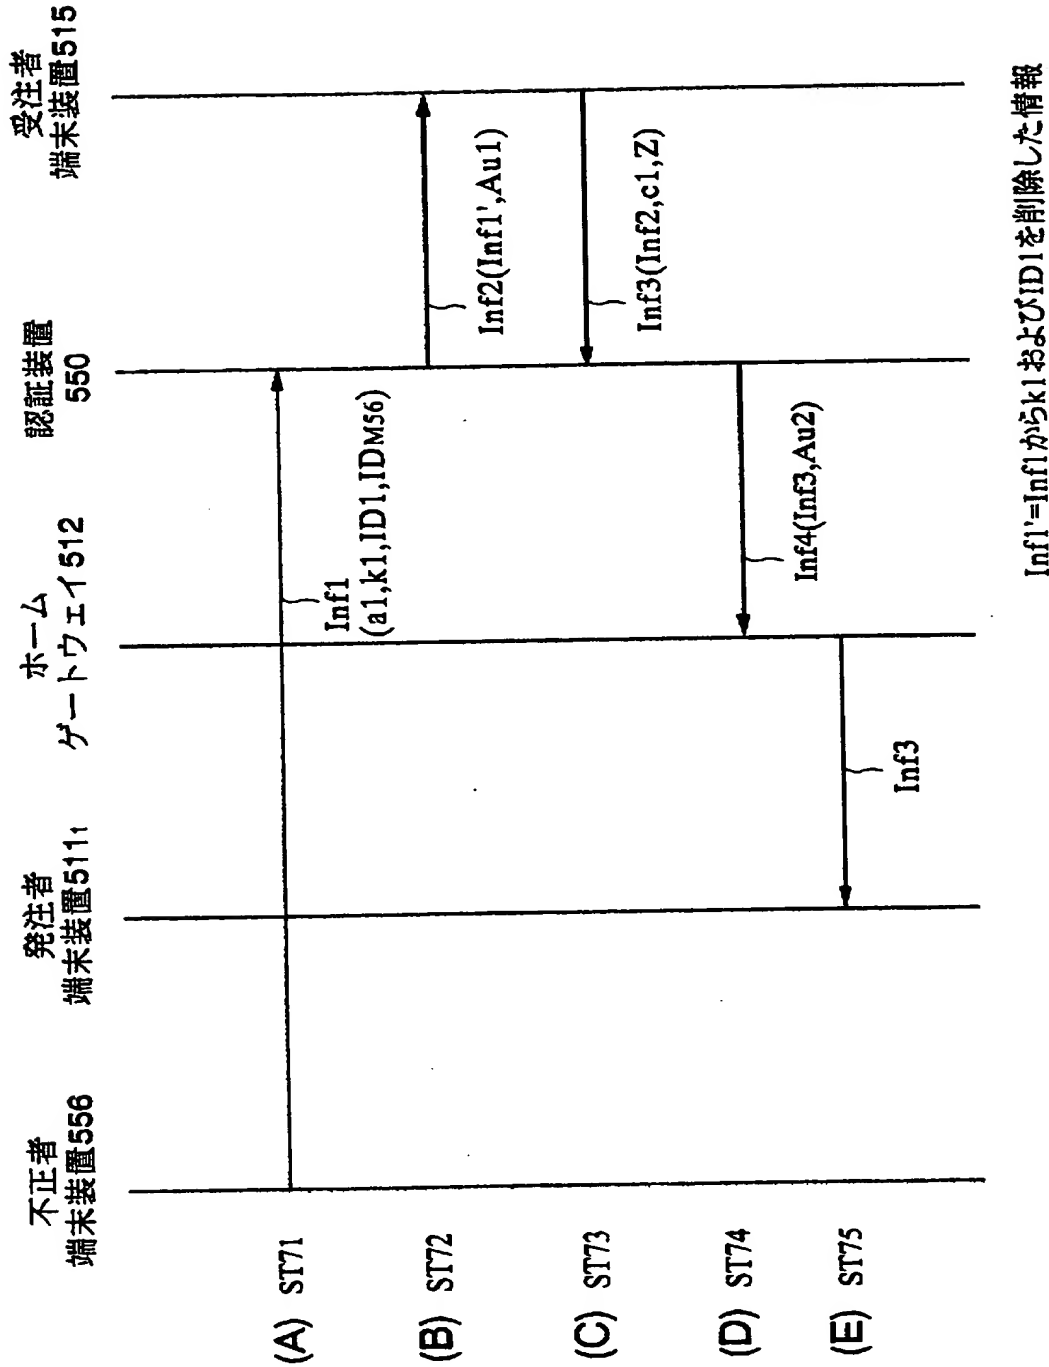 不正者
端末装置556
発注者
端末装置511₁
ホーム
ゲートウェイ512
認証装置
550
受注者
端末装置515
(A) ST71
Inf1
(a1,k1,ID1,IDM56)
(B) ST72
Inf2(Inf1',Au1)
(C) ST73
Inf3(Inf2,c1,Z)
(D) ST74
Inf4(Inf3,Au2)
(E) ST75
Inf3
Inf1'=Inf1からk1およびID1を削除した情報